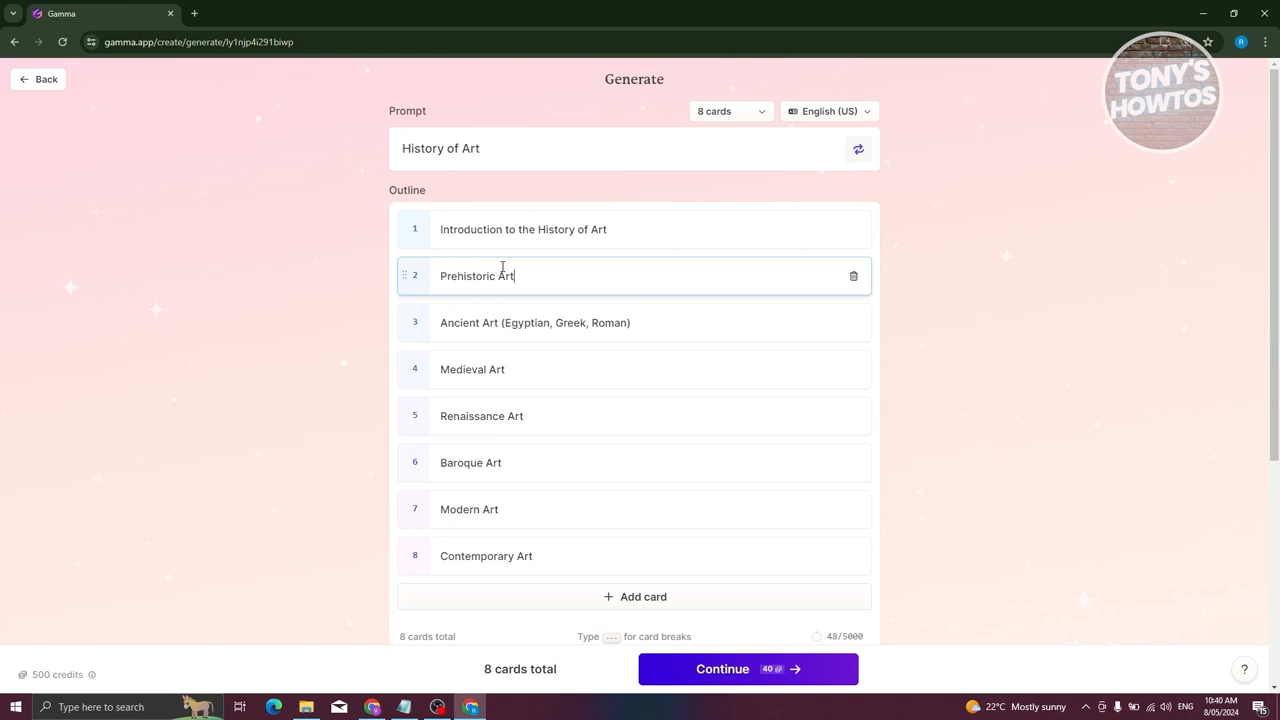 Gamma
gamma.app/create/generate/ly1njp4i291biwp
TONY'S
HOWTOS
Back
Generate
Prompt
8 cards
English (US)
History of Art
Outline
1 Introduction to the History of Art
2 Prehistoric Art
3 Ancient Art (Egyptian, Greek, Roman)
4 Medieval Art
5 Renaissance Art
6 Baroque Art
7 Modern Art
8 Contemporary Art
+ Add card
8 cards total
Type --- for card breaks
48/5000
500 credits
8 cards total
Continue 40
?
Type here to search
22°C Mostly sunny
10:40 AM
8/05/2024
15
R